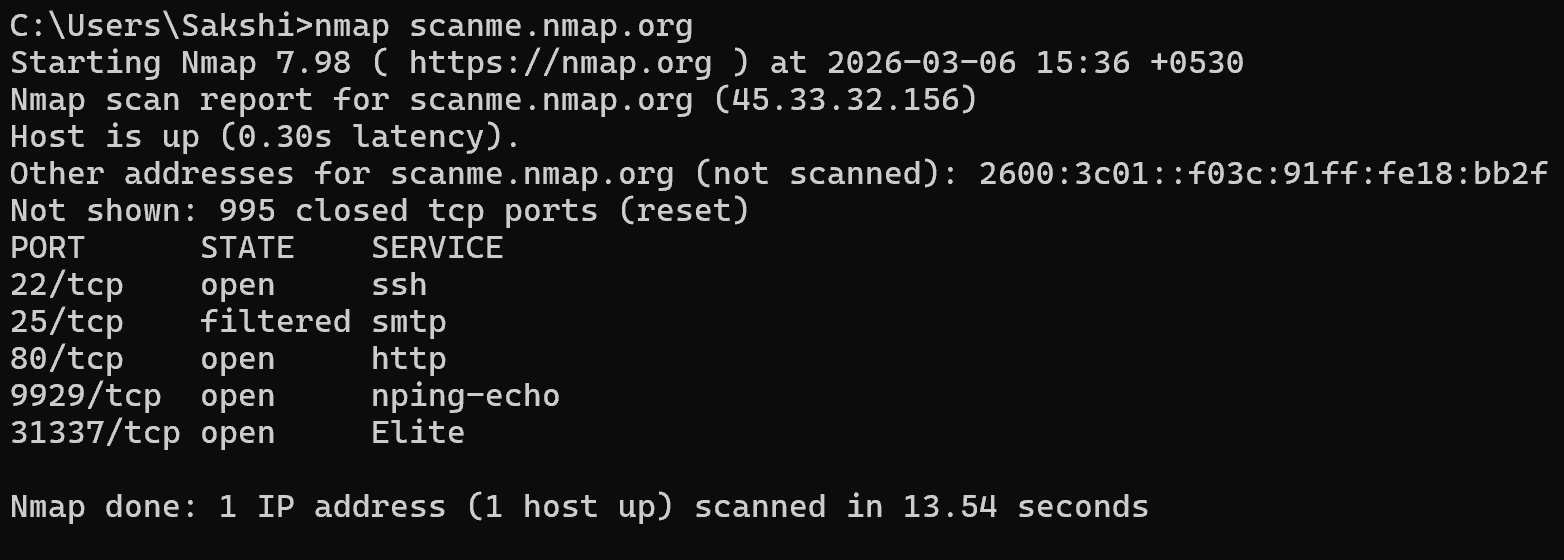 C:\Users\Sakshi>nmap scanme.nmap.org
Starting Nmap 7.98 ( https://nmap.org ) at 2026-03-06 15:36 +0530
Nmap scan report for scanme.nmap.org (45.33.32.156)
Host is up (0.30s latency).
Other addresses for scanme.nmap.org (not scanned): 2600:3c01::f03c:91ff:fe18:bb2f
Not shown: 995 closed tcp ports (reset)
PORT      STATE    SERVICE
22/tcp    open     ssh
25/tcp    filtered smtp
80/tcp    open     http
9929/tcp  open     nping-echo
31337/tcp open     Elite
Nmap done: 1 IP address (1 host up) scanned in 13.54 seconds